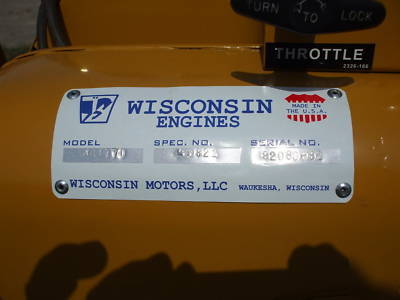 TURN TO LOCK
THROTTLE
2326-166
WISCONSIN
ENGINES
MADE IN
THE U.S.A.
MODEL SPEC. NO. SERIAL NO.
WISCONSIN MOTORS, LLC WAUKESHA, WISCONSIN